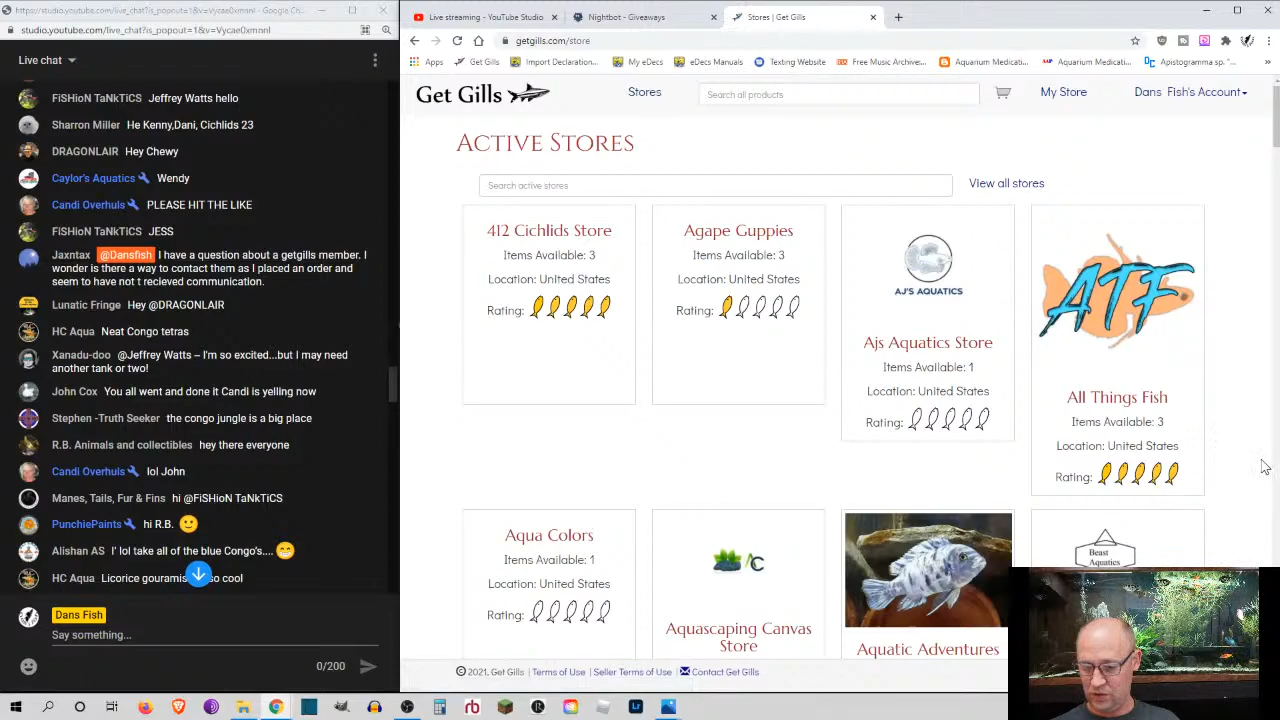 https://studio.youtube.com/live_chat?is_popout=1&v=Vycae0xmnnI - Google Ch...
studio.youtube.com/live_chat?is_popout=1&v=Vycae0xmnnI
Live chat
FiSHiON TaNkTiCS Jeffrey Watts hello
Sharron Miller He Kenny,Dani, Cichlids 23
DRAGONLAIR Hey Chewy
Caylor's Aquatics Wendy
Candi Overhuls PLEASE HIT THE LIKE
FiSHiON TaNkTiCS JESS
Jaxntax @Dansfish I have a question about a getgills member. I
wonder is there a way to contact them as I placed an order and
seem to have not t recieved communication.
Lunatic Fringe Hey @DRAGONLAIR
HC Aqua Neat Congo tetras
Xanadu-doo @Jeffrey Watts – I'm so excited...but I may need
another tank or two!
John Cox You all went and done it Candi is yelling now
Stephen -Truth Seeker the congo jungle is a big place
R.B. Animals and collectibles hey there everyone
Candi Overhuls lol John
Manes, Tails, Fur & Fins hi @FiSHiON TaNkTiCS
PunchiePaints hi R.B. 🙂
Alishan AS I' lol take all of the blue Congo's.... 😁
HC Aqua Licorice gouramis so cool
Dans Fish
Say something...
0/200
Live streaming - YouTube Studio
Nightbot - Giveaways
Stores | Get Gills
getgills.com/store
Apps
Get Gills
Import Declaration...
My eDecs
eDecs Manuals
Texting Website
Free Music Archive:...
Aquarium Medicati...
Aquarium Medicati...
Apistogramma sp. "...
Get Gills
Stores
Search all products
My Store
Dans Fish's Account
Active Stores
Search active stores
View all stores
412 Cichlids Store
Items Available: 3
Location: United States
Rating:
Agape Guppies
Items Available: 3
Location: United States
Rating:
AJ'S AQUATICS
Ajs Aquatics Store
Items Available: 1
Location: United States
Rating:
ATF
All Things Fish
Items Available: 3
Location: United States
Rating:
Aqua Colors
Items Available: 1
Location: United States
Rating:
AC
Aquascaping Canvas
Store
Aquatic Adventures
Beast
Aquatics
© 2021, Get Gills | Terms of Use | Seller Terms of Use | Contact Get Gills